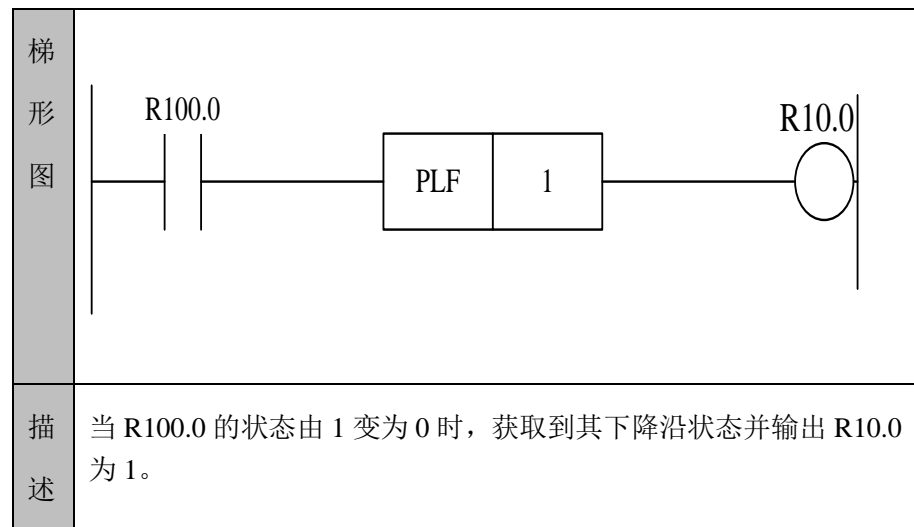 梯形图
R100.0
R10.0
PLF 1
描述
当 R100.0 的状态由 1 变为 0 时，获取到其下降沿状态并输出 R10.0
为 1。